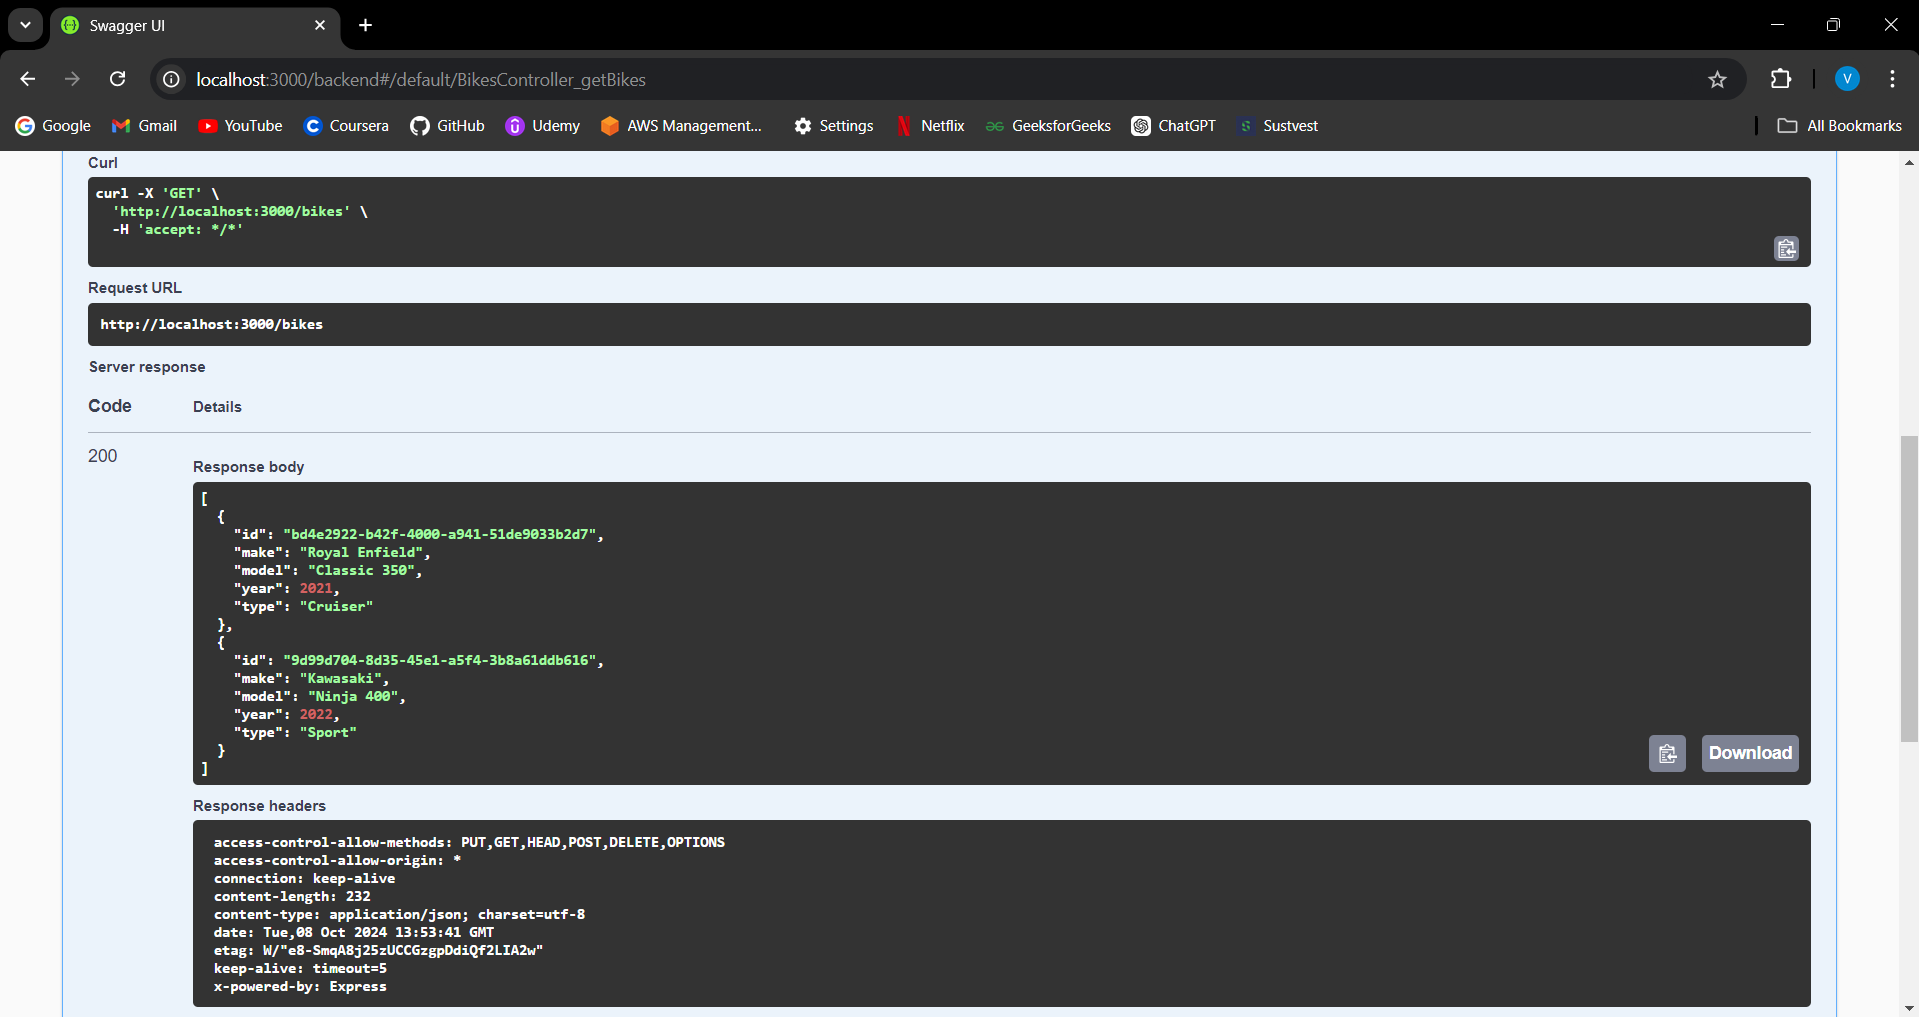 Swagger UI
localhost:3000/backend#/default/BikesController_getBikes
V
Google Gmail YouTube Coursera GitHub Udemy AWS Management... Settings Netflix GeeksforGeeks ChatGPT Sustvest All Bookmarks
Curl
curl -X 'GET' \
'http://localhost:3000/bikes' \
-H 'accept: */*'
Request URL
http://localhost:3000/bikes
Server response
Code Details
200
Response body
[
{
"id": "bd4e2922-b42f-4000-a941-51de9033b2d7",
"make": "Royal Enfield",
"model": "Classic 350",
"year": 2021,
"type": "Cruiser"
},
{
"id": "9d99d704-8d35-45e1-a5f4-3b8a61ddb616",
"make": "Kawasaki",
"model": "Ninja 400",
"year": 2022,
"type": "Sport"
}
]
Download
Response headers
access-control-allow-methods: PUT,GET,HEAD,POST,DELETE,OPTIONS
access-control-allow-origin: *
connection: keep-alive
content-length: 232
content-type: application/json; charset=utf-8
date: Tue,08 Oct 2024 13:53:41 GMT
etag: W/"e8-SmqA8j25zUCCGzgpDdiQf2LIA2w"
keep-alive: timeout=5
x-powered-by: Express